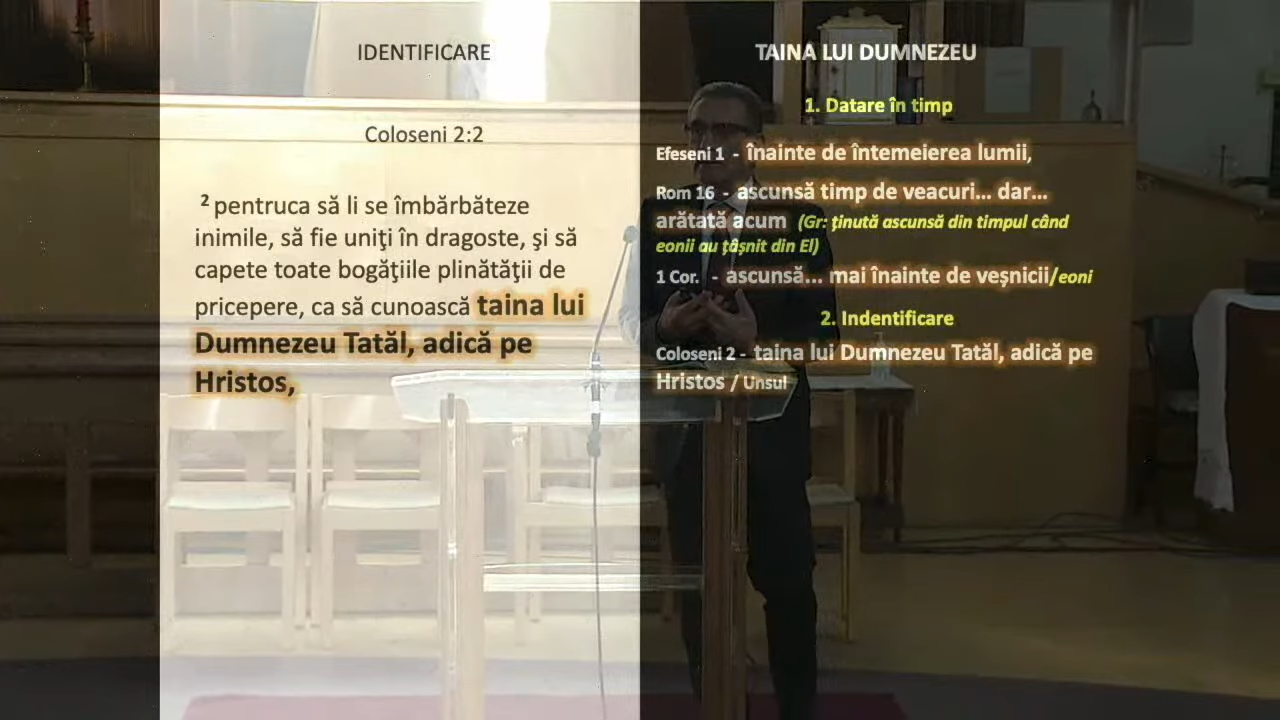 IDENTIFICARE
Coloseni 2:2
2 pentruca să li se îmbărbăteze
inimile, să fie uniţi în dragoste, şi să
capete toate bogăţiile plinătăţii de
pricepere, ca să cunoască taina lui
Dumnezeu Tatăl, adică pe
Hristos,
TAINA LUI DUMNEZEU
1. Datare în timp
Efeseni 1 - înainte de întemeierea lumii,
Rom 16 - ascunsă timp de veacuri... dar...
arătată acum (Gr: ţinută ascunsă din timpul când
eonii au ţâşnit din El)
1 Cor. - ascunsă... mai înainte de veșnicii/eoni
2. Indentificare
Coloseni 2 - taina lui Dumnezeu Tatăl, adică pe
Hristos / Unsul